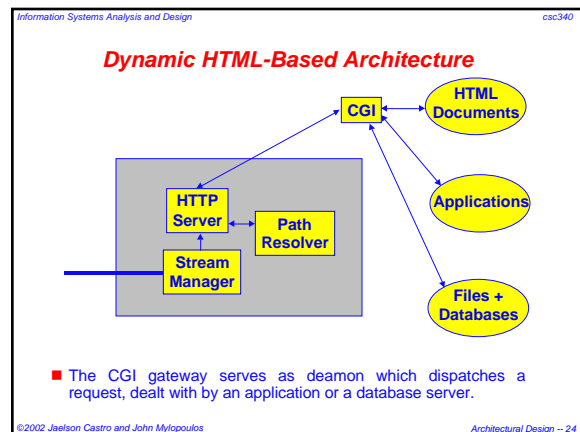 Information Systems Analysis and Design
csc340
Dynamic HTML-Based Architecture
HTML
Documents
CGI
HTTP
Server
Path
Resolver
Stream
Manager
Applications
Files +
Databases
The CGI gateway serves as deamon which dispatches a
request, dealt with by an application or a database server.
©2002 Jaelson Castro and John Mylopoulos
Architectural Design -- 24